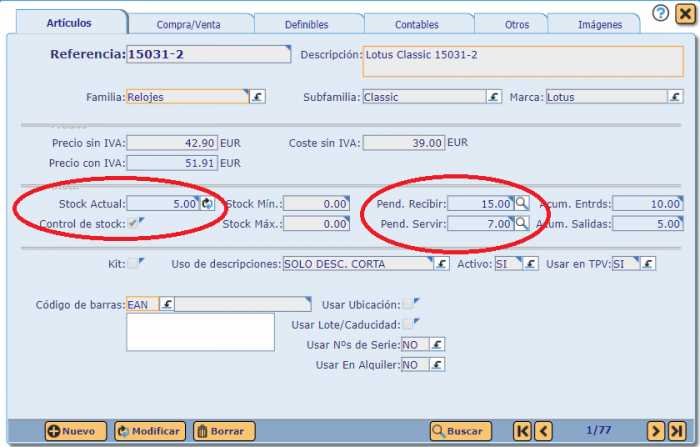 Artículos Compra/Venta Definibles Contables Otros Imágenes ?
Referencia: 15031-2 Descripción: Lotus Classic 15031-2
Familia: Relojes Subfamilia: Classic Marca: Lotus
Precios
Precio sin IVA: 42.90 EUR Coste sin IVA: 39.00 EUR
Precio con IVA: 51.91 EUR
Stock
Stock Actual: 5.00 Stock Mín.: 0.00 Pend. Recibir: 15.00 Acum. Entrds: 10.00
Control de stock: Stock Máx.: 0.00 Pend. Servir: 7.00 Acum. Salidas: 5.00
Kit: Uso de descripciones: SOLO DESC. CORTA Activo: SI Usar en TPV: SI
Código de barras: EAN Usar Ubicación:
Usar Lote/Caducidad:
Usar Nºs de Serie: NO
Usar En Alquiler: NO
Nuevo Modificar Borrar Buscar 1/77